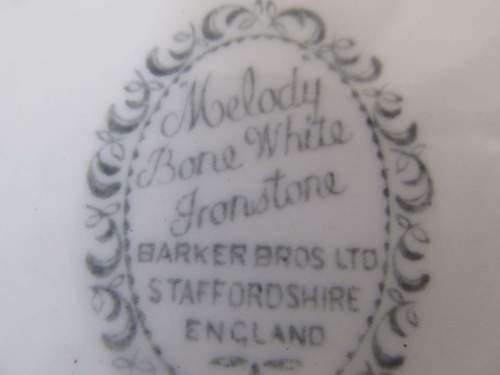 Melody
Bone White
Ironstone
BARKER BROS LTD
STAFFORDSHIRE
ENGLAND